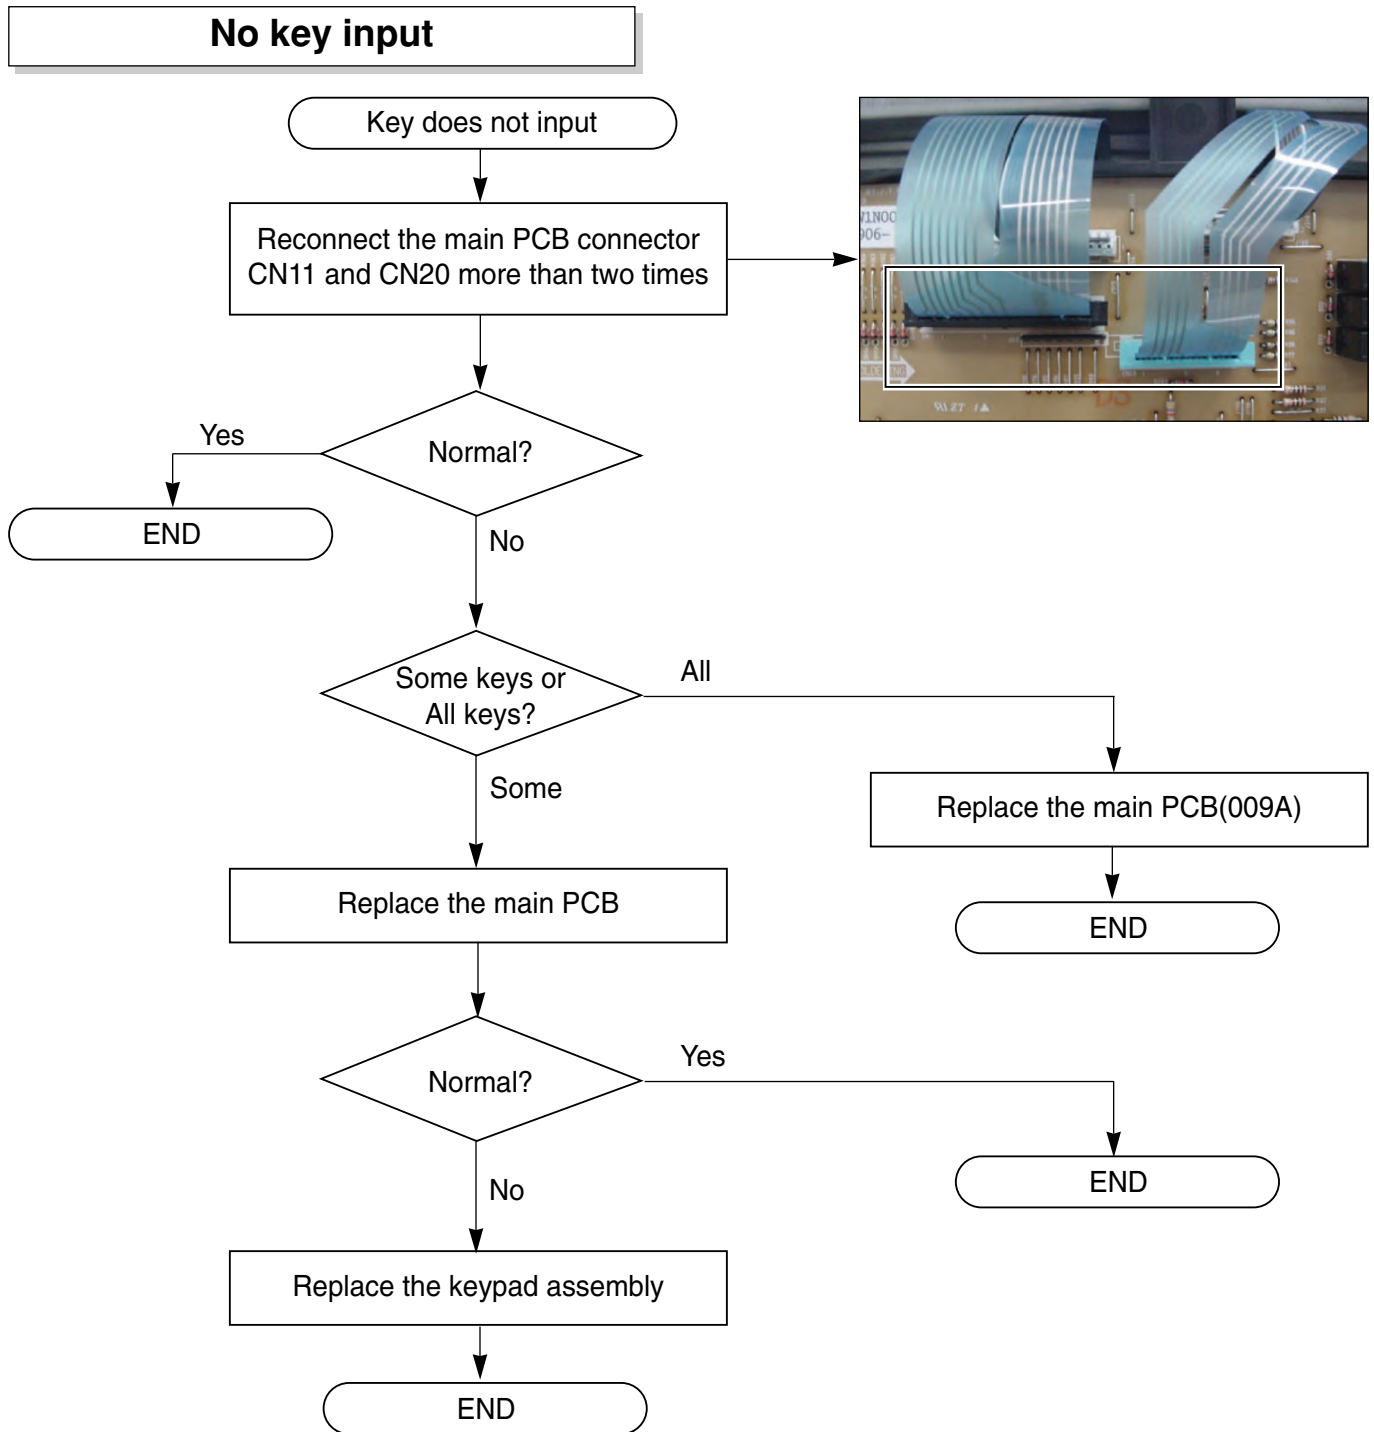 No key input
Key does not input
Reconnect the main PCB connector
CN11 and CN20 more than two times
Normal?
Yes
END
No
Some keys or
All keys?
All
Replace the main PCB(009A)
END
Some
Replace the main PCB
Normal?
Yes
END
No
Replace the keypad assembly
END